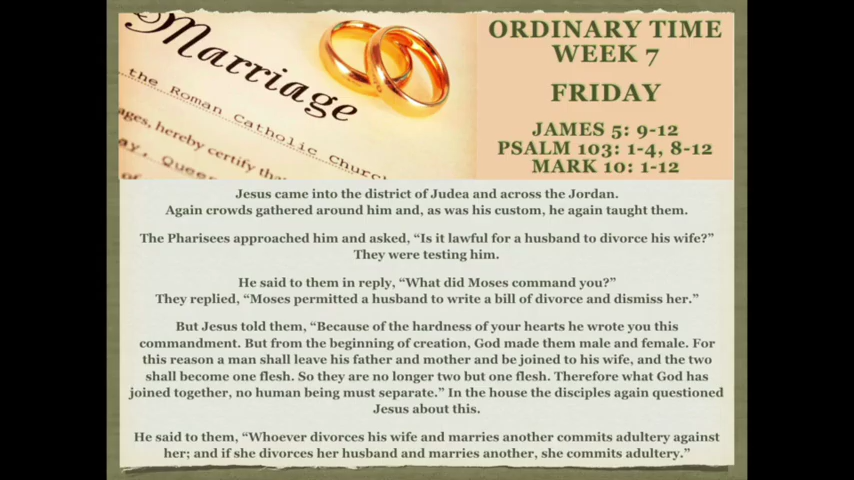 Marriage
the Roman Catholic Church
ages, hereby certify
ay,
of
ORDINARY TIME
WEEK 7
FRIDAY
JAMES 5: 9-12
PSALM 103: 1-4, 8-12
MARK 10: 1-12
Jesus came into the district of Judea and across the Jordan.
Again crowds gathered around him and, as was his custom, he again taught them.
The Pharisees approached him and asked, “Is it lawful for a husband to divorce his wife?”
They were testing him.
He said to them in reply, “What did Moses command you?”
They replied, “Moses permitted a husband to write a bill of divorce and dismiss her.”
But Jesus told them, “Because of the hardness of your hearts he wrote you this
commandment. But from the beginning of creation, God made them male and female. For
this reason a man shall leave his father and mother and be joined to his wife, and the two
shall become one flesh. So they are no longer two but one flesh. Therefore what God has
joined together, no human being must separate.” In the house the disciples again questioned
Jesus about this.
He said to them, “Whoever divorces his wife and marries another commits adultery against
her; and if she divorces her husband and marries another, she commits adultery.”